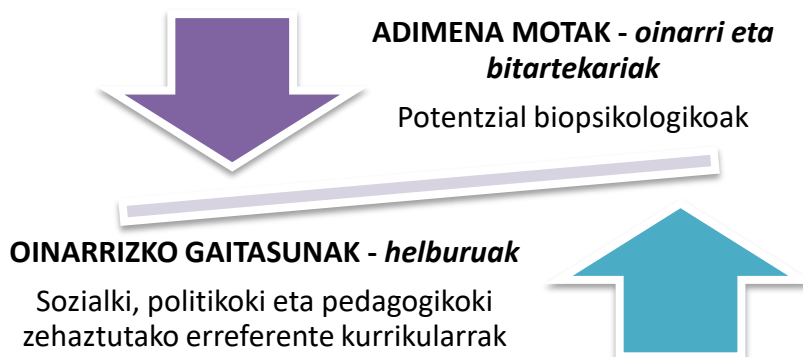 ADIMENA MOTAK - oinarri eta
bitartekariak
Potentzial biopsikologikoak
OINARRIZKO GAITASUNAK - helburuak
Sozialki, politikoki eta pedagogikoki
zehaztutako erreferente kurrikularrak